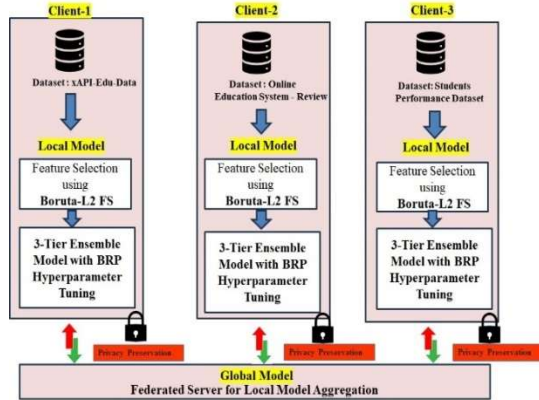 Client-1
Dataset : xAPI-Edu-Data
Local Model
Feature Selection
using
Boruta-L2 FS
3-Tier Ensemble
Model with BRP
Hyperparameter
Tuning
Privacy Preservation
Client-2
Dataset : Online
Education System - Review
Local Model
Feature Selection
using
Boruta-L2 FS
3-Tier Ensemble
Model with BRP
Hyperparameter
Tuning
Privacy Preservation
Client-3
Dataset:Students
Performance Dataset
Local Model
Feature Selection
using
Boruta-L2 FS
3-Tier Ensemble
Model with BRP
Hyperparameter
Tuning
Privacy Preservation
Global Model
Federated Server for Local Model Aggregation